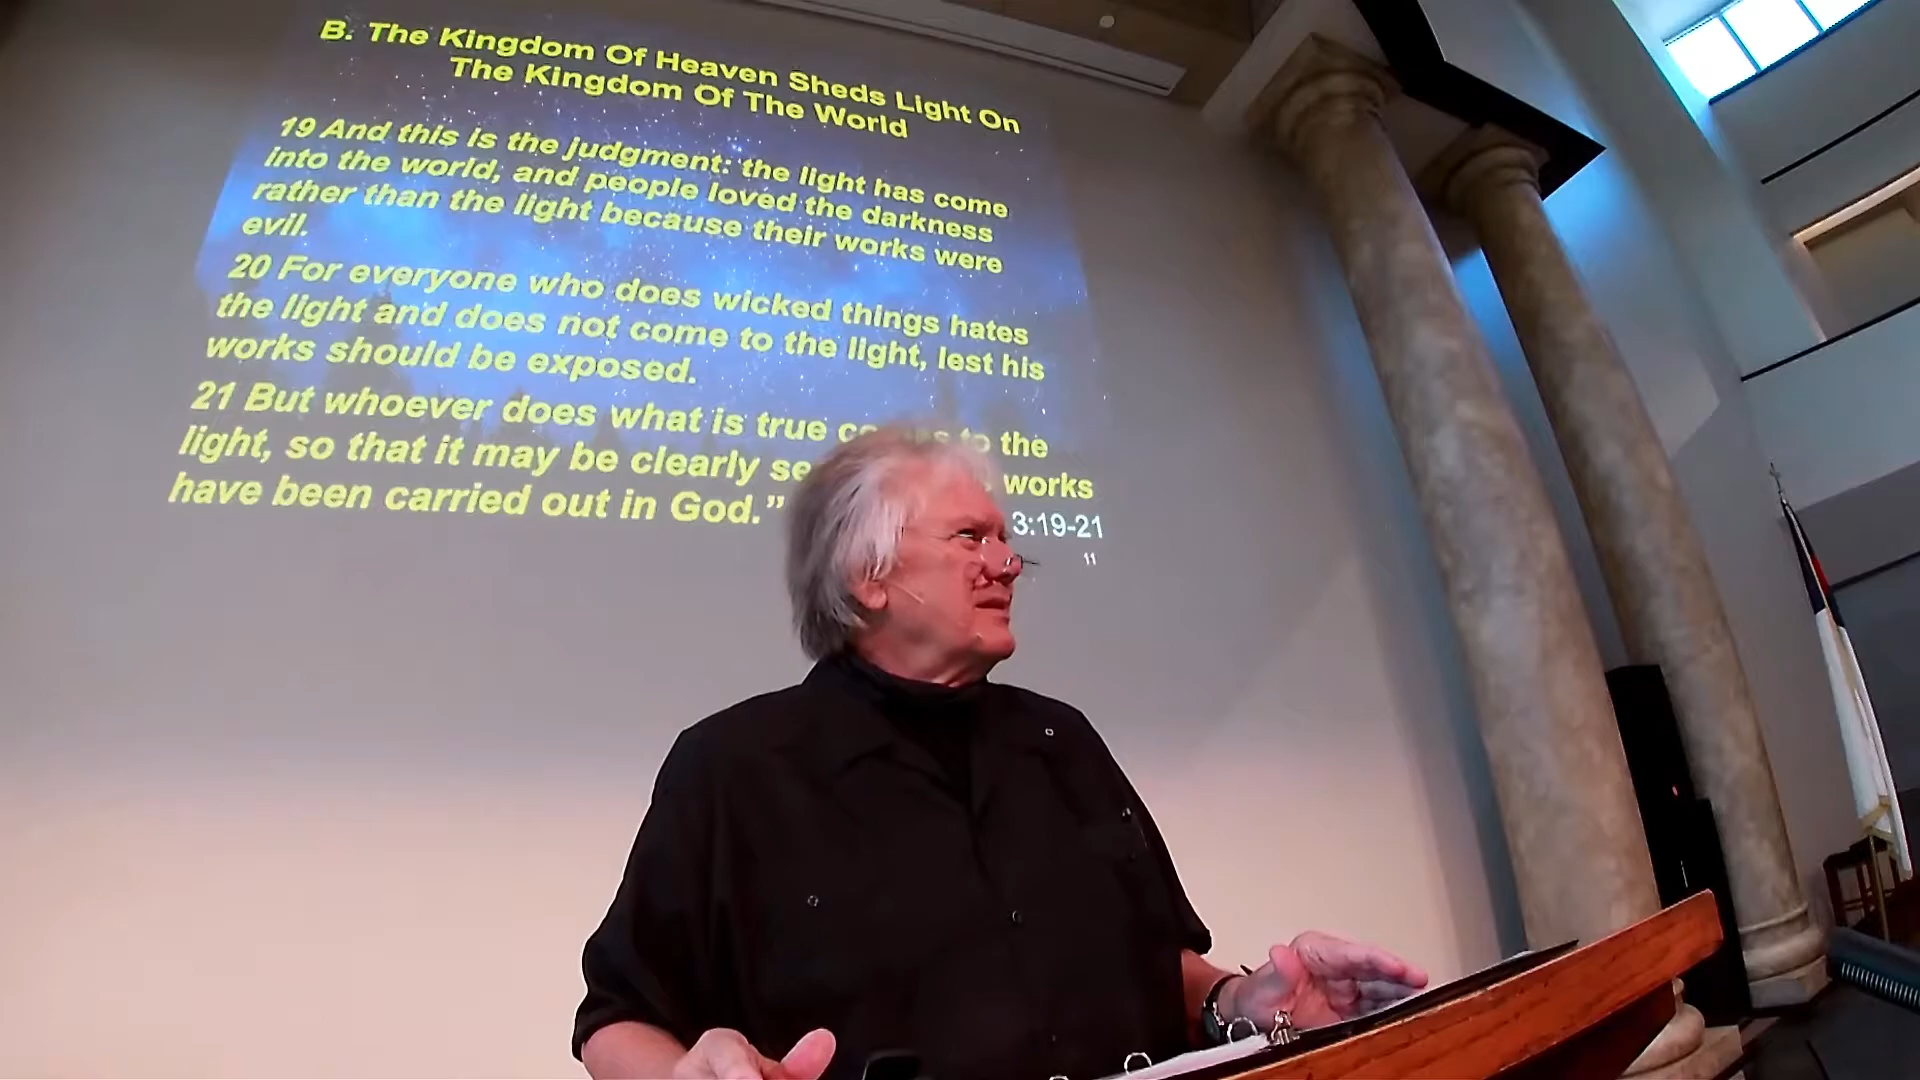 B. The Kingdom Of Heaven Sheds Light On
The Kingdom Of The World
19 And this is the judgment: the light has come
into the world, and people loved the darkness
rather than the light because their works were
evil.
20 For everyone who does wicked things hates
the light and does not come to the light, lest his
works should be exposed.
21 But whoever does what is true to the
light, so that it may be clearly works
have been carried out in God.”
3:19-21
11